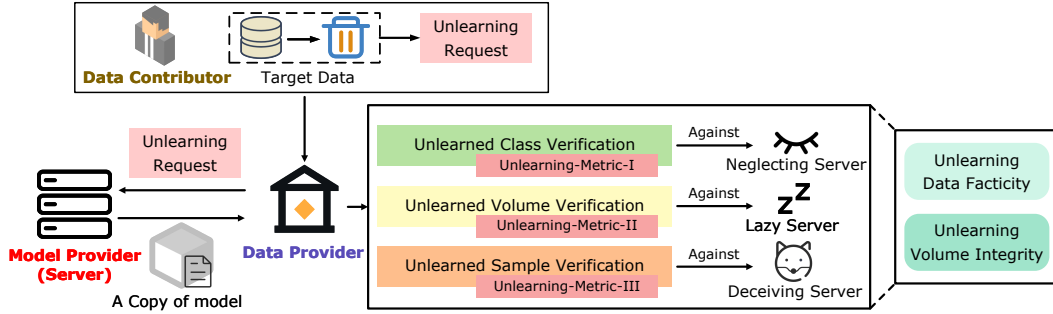 Unlearning
Request
Data Contributor
Target Data
Unlearning
Request
Model Provider
(Server)
A Copy of model
Data Provider
Unlearned Class Verification
Unlearning-Metric-I
Against
Neglecting Server
Unlearned Volume Verification
Unlearning-Metric-II
Against
zZ
Lazy Server
Unlearned Sample Verification
Unlearning-Metric-III
Against
Deceiving Server
Unlearning
Data Facticity
Unlearning
Volume Integrity